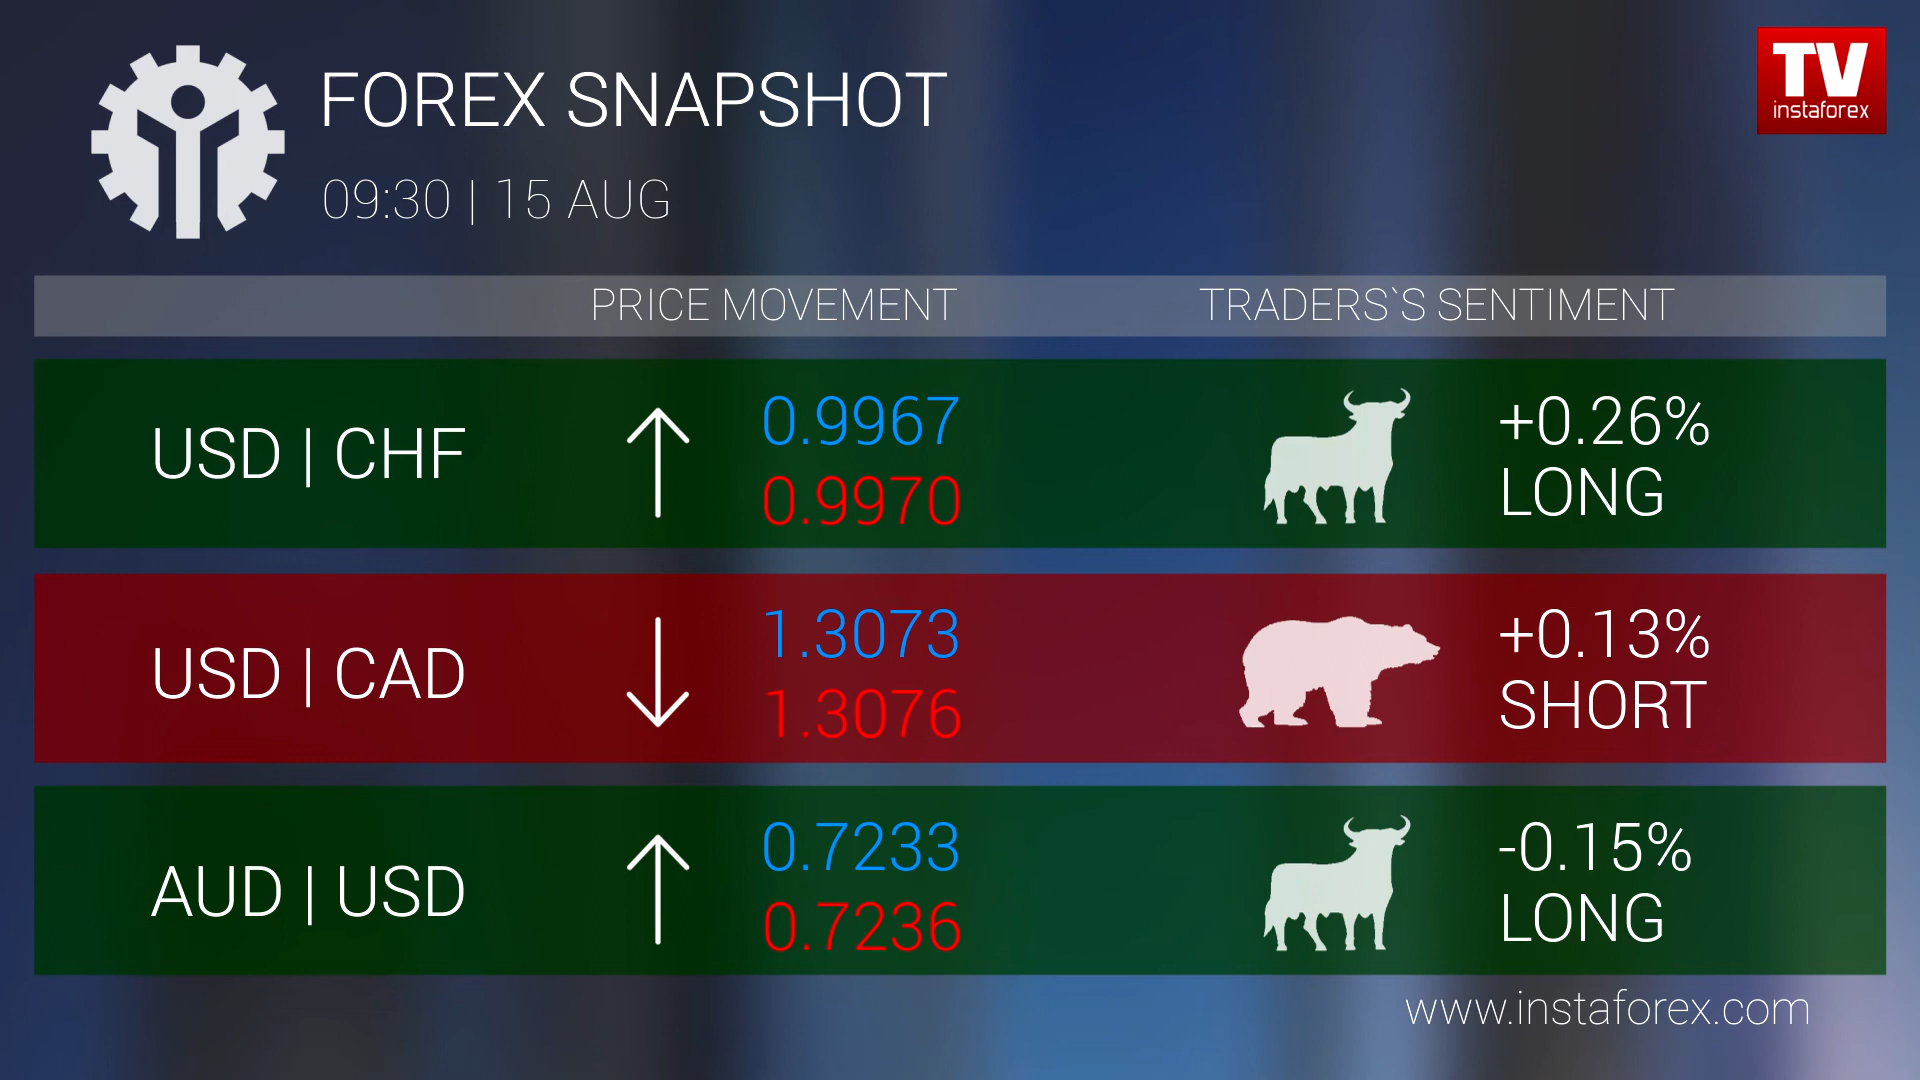 FOREX SNAPSHOT
TV
instaforex
09:30 | 15 AUG
PRICE MOVEMENT TRADERS`S SENTIMENT
USD | CHF
0.9967
0.9970
+0.26%
LONG
USD | CAD
1.3073
1.3076
+0.13%
SHORT
AUD | USD
0.7233
0.7236
-0.15%
LONG
www.instaforex.com